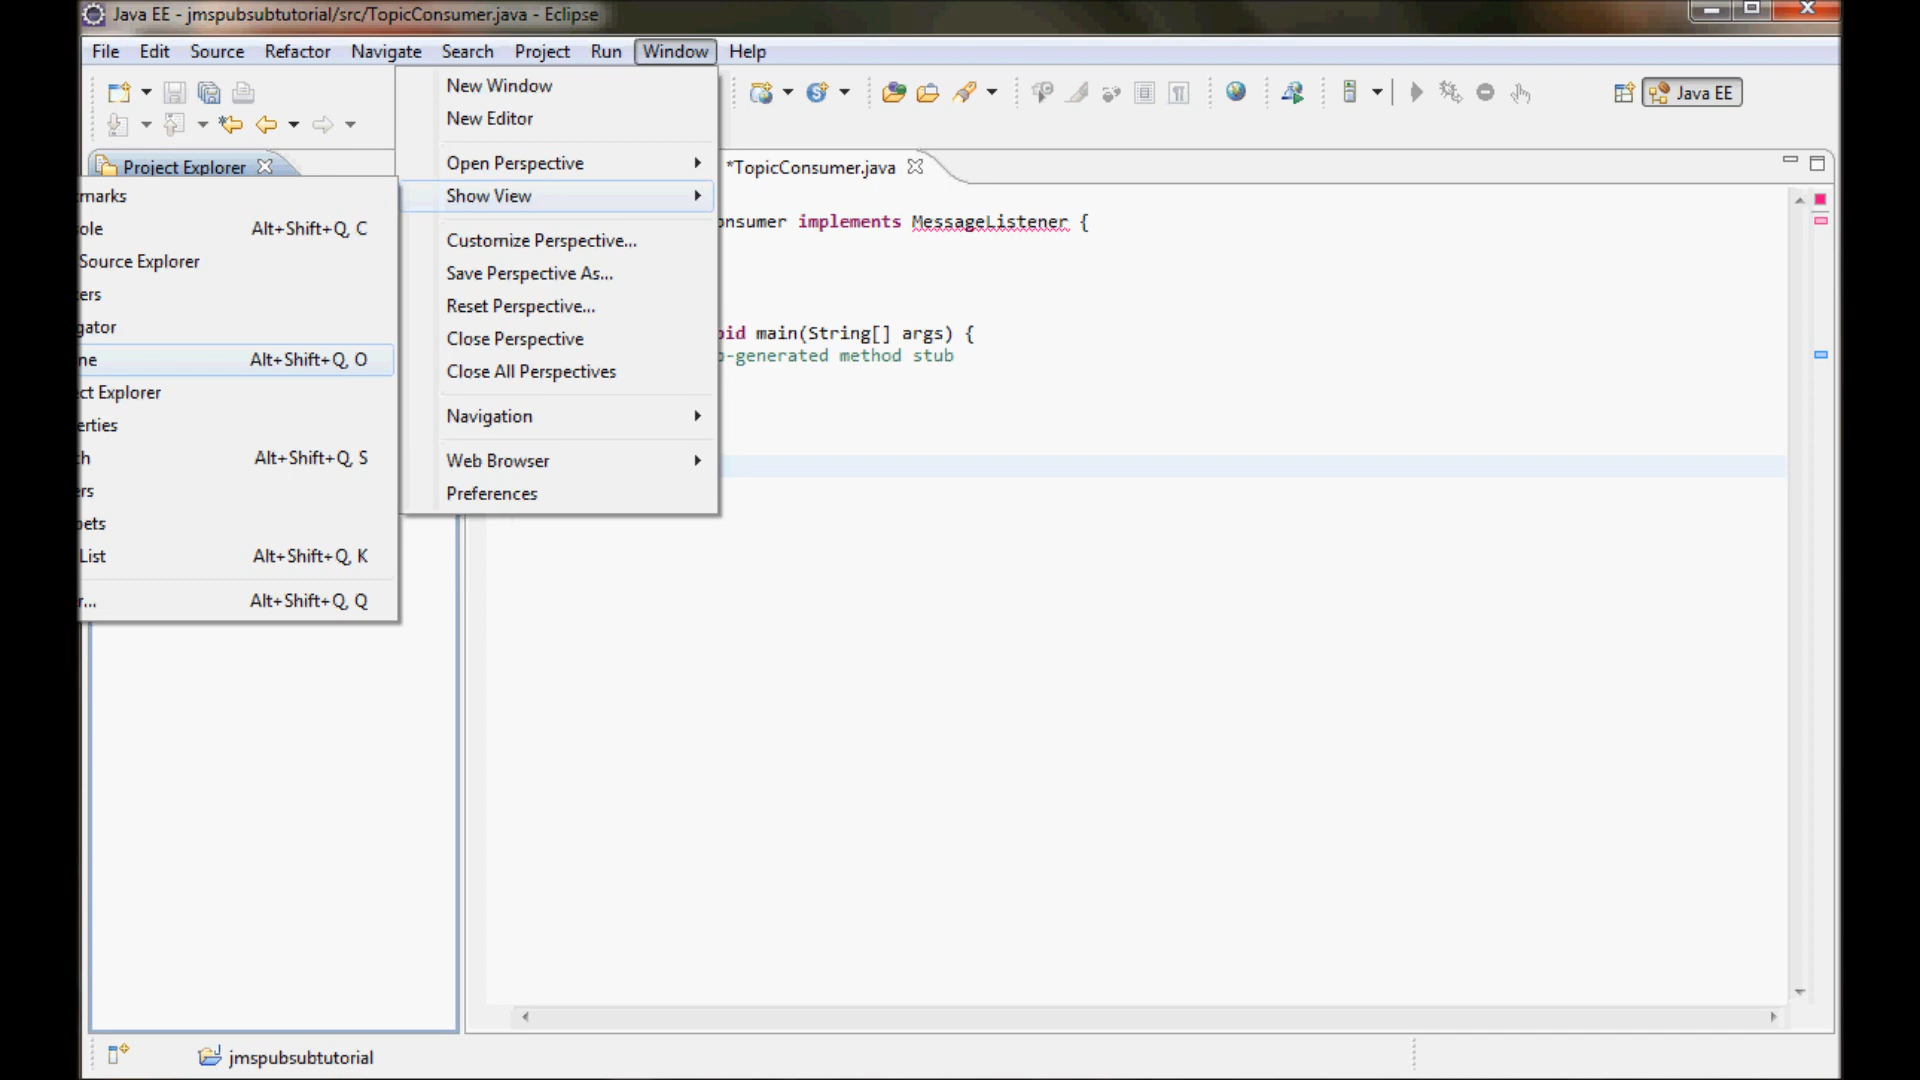 Java EE - jmspubsubtutorial/src/TopicConsumer.java - Eclipse
File Edit Source Refactor Navigate Search Project Run Window Help
Java EE
New Window
New Editor
Open Perspective
Show View
Customize Perspective...
Save Perspective As...
Reset Perspective...
Close Perspective
Close All Perspectives
Navigation
Web Browser
Preferences
Project Explorer
*TopicConsumer.java
kmarks
ole Alt+Shift+Q, C
Source Explorer
ers
gator
ne Alt+Shift+Q, O
ct Explorer
erties
h Alt+Shift+Q, S
ers
pets
List Alt+Shift+Q, K
r... Alt+Shift+Q, Q
onsumer implements MessageListener {
oid main(String[] args) {
o-generated method stub
jmspubsubtutorial